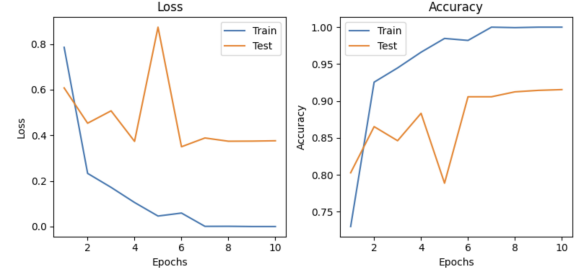 Loss
Train
Test
0.8
0.6
0.4
0.2
0.0
Loss
2 4 6 8 10
Epochs
Accuracy
Train
Test
1.00
0.95
0.90
0.85
0.80
0.75
Accuracy
2 4 6 8 10
Epochs